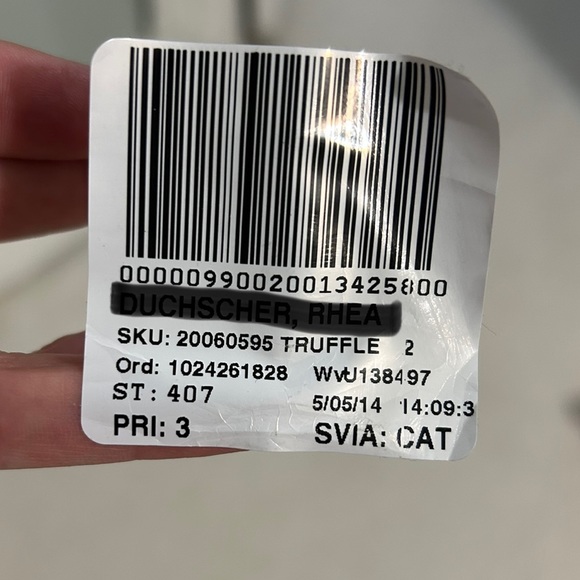 00000990020013425800
SKU: 20060595 TRUFFLE 2
Ord: 1024261828 WvU138497
ST: 407 5/05/14 14:09:3
PRI: 3 SVIA: CAT